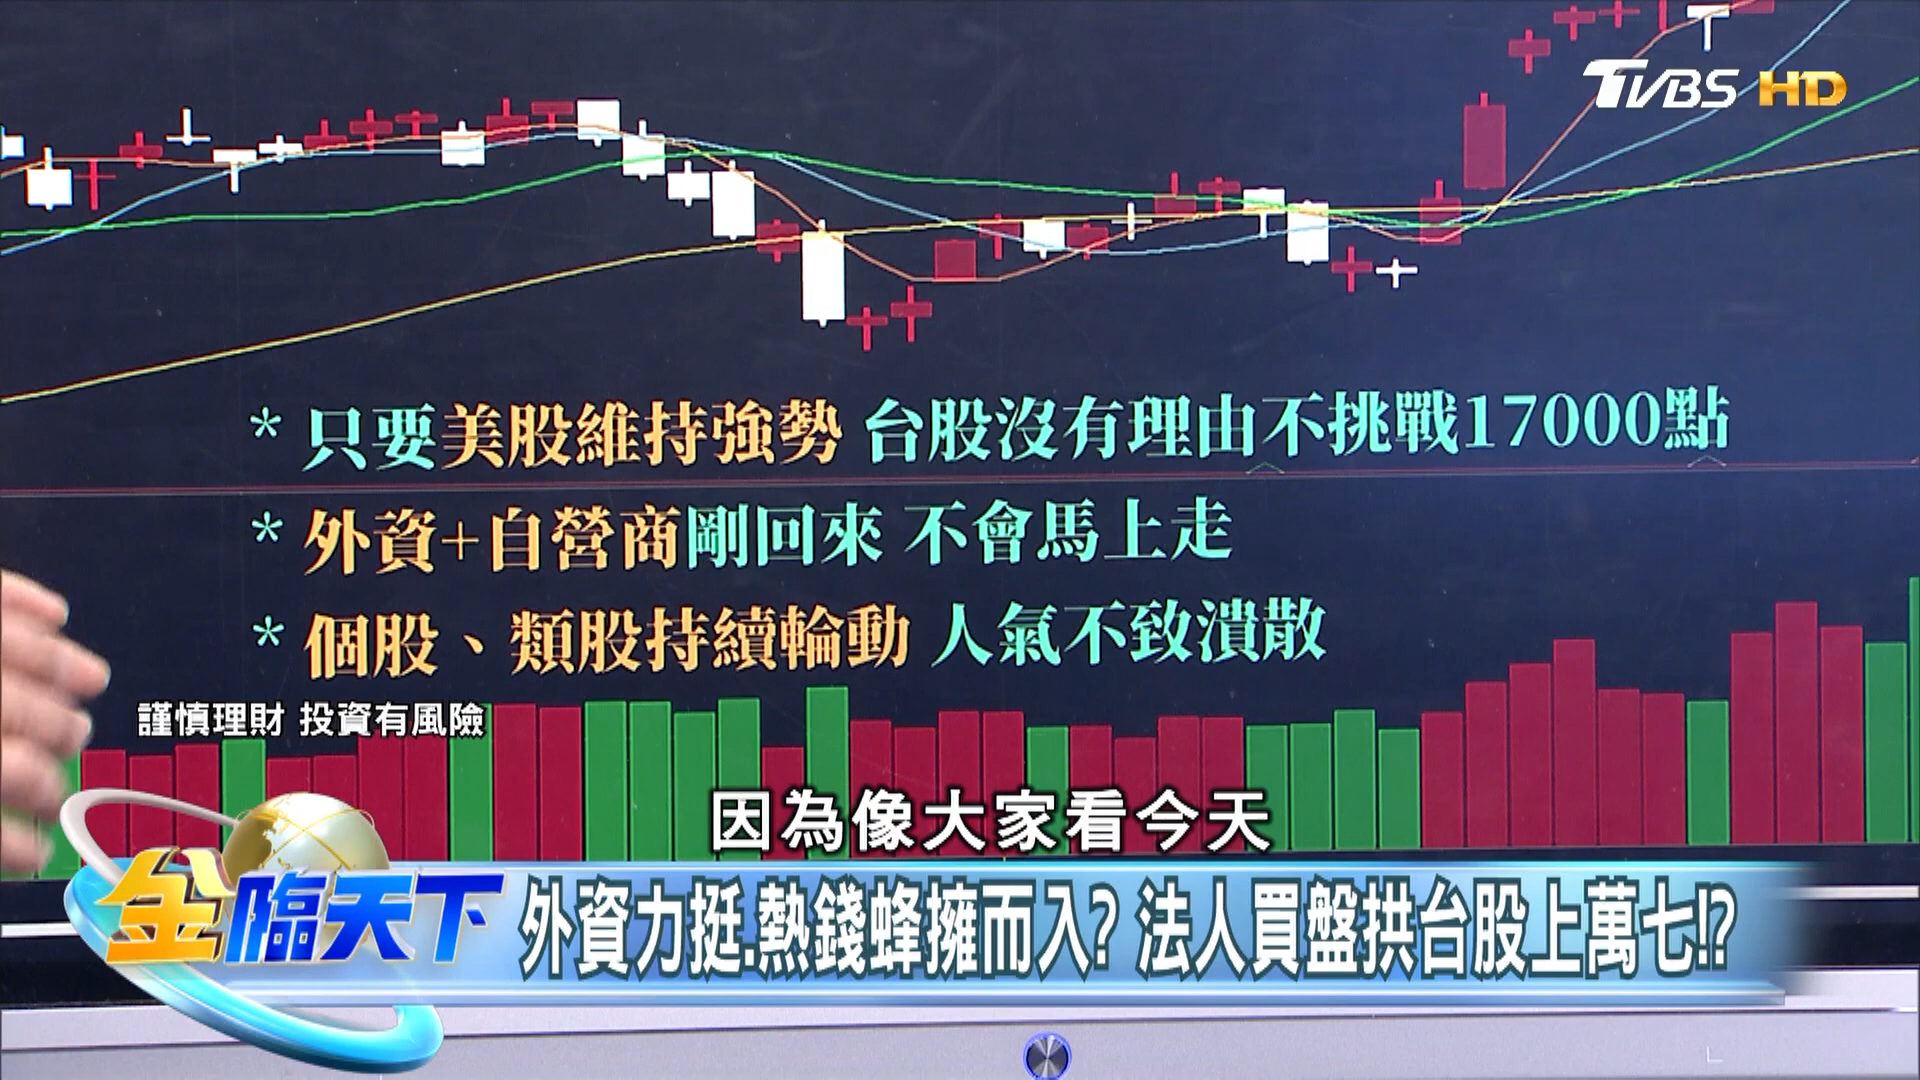 TVBS HD
* 只要美股維持強勢 台股沒有理由不挑戰17000點
* 外資+自營商剛回來 不會馬上走
* 個股、類股持續輪動 人氣不致潰散
謹慎理財 投資有風險
因為像大家看今天
金臨天下
外資力挺.熱錢蜂擁而入? 法人買盤拱台股上萬七!?